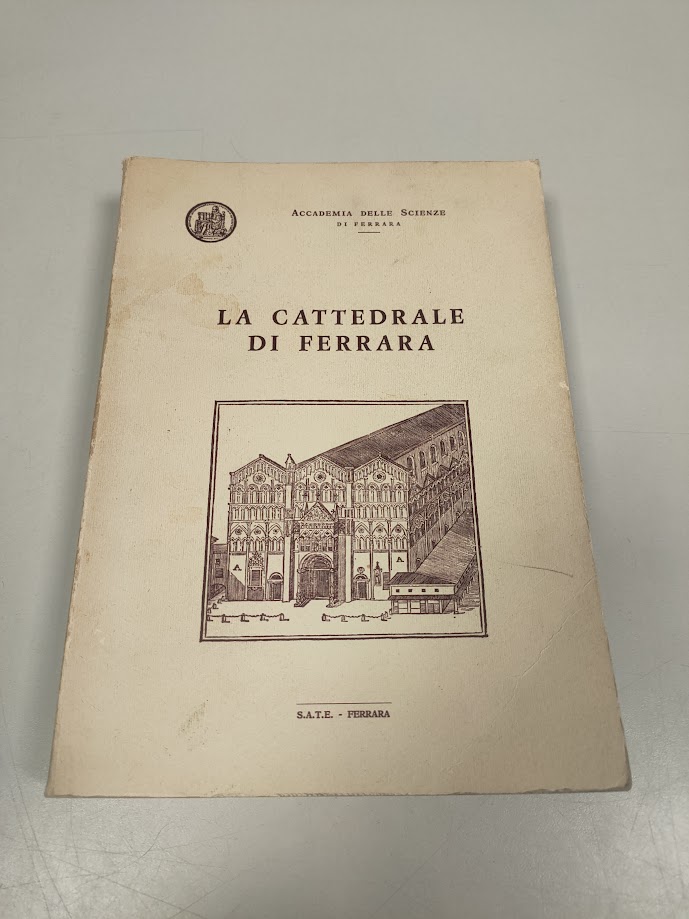 ACCADEMIA DELLE SCIENZE
DI FERRARA
LA CATTEDRALE
DI FERRARA
A
A
S.A.T.E. - FERRARA